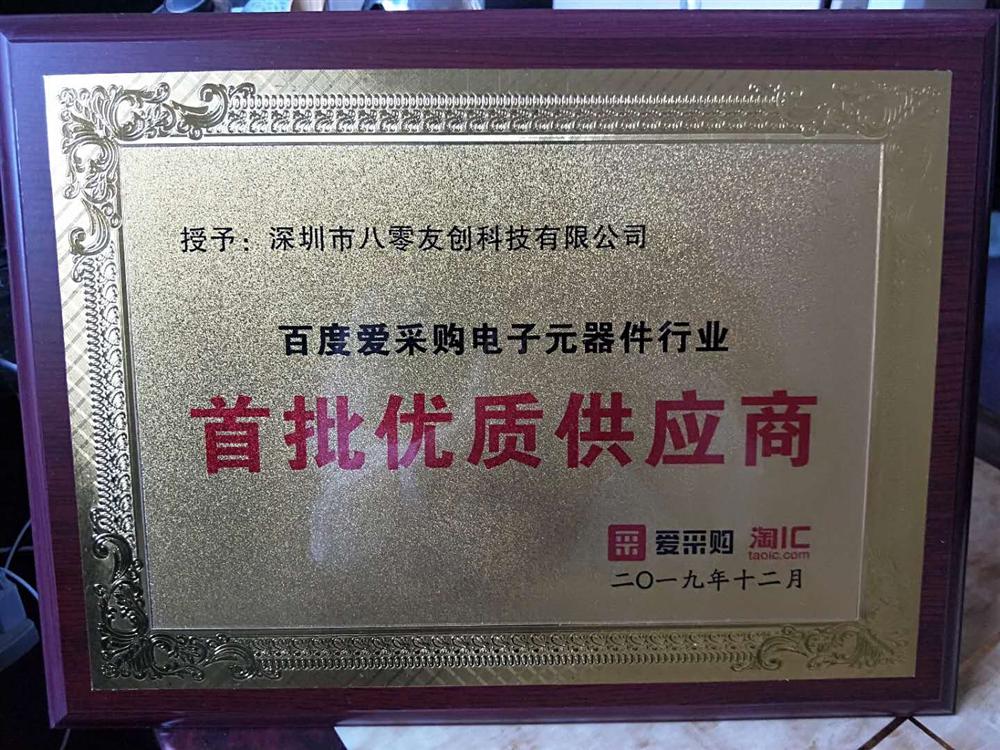 授予：深圳市八零友创科技有限公司
百度爱采购电子元器件行业
首批优质供应商
采 爱采购 淘IC
taoic.com
二〇一九年十二月